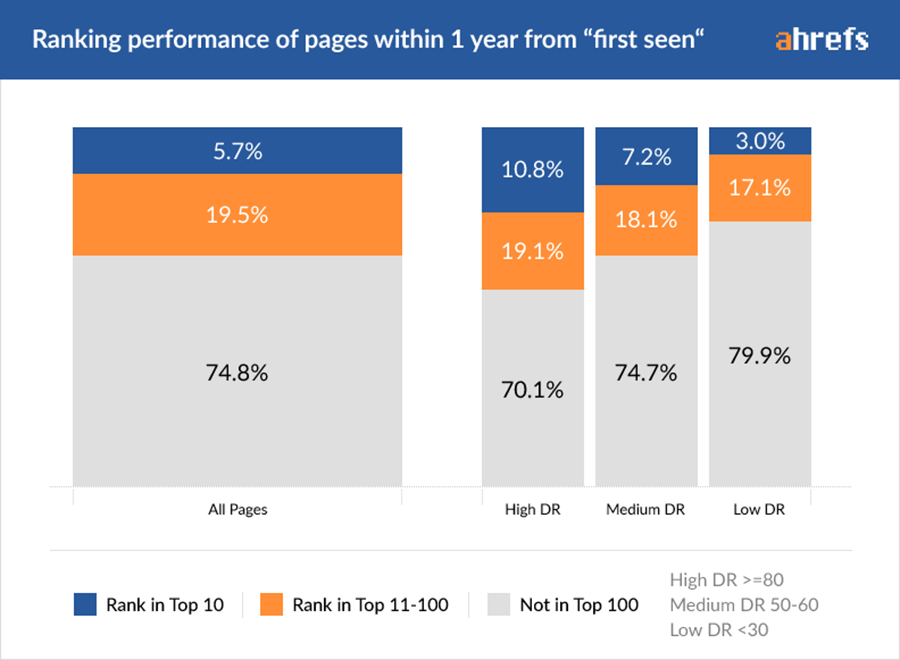 Ranking performance of pages within 1 year from “first seen“
ahrefs
5.7%
19.5%
74.8%
10.8%
19.1%
70.1%
7.2%
18.1%
74.7%
3.0%
17.1%
79.9%
All Pages
High DR
Medium DR
Low DR
Rank in Top 10
Rank in Top 11-100
Not in Top 100
High DR >=80
Medium DR 50-60
Low DR <30